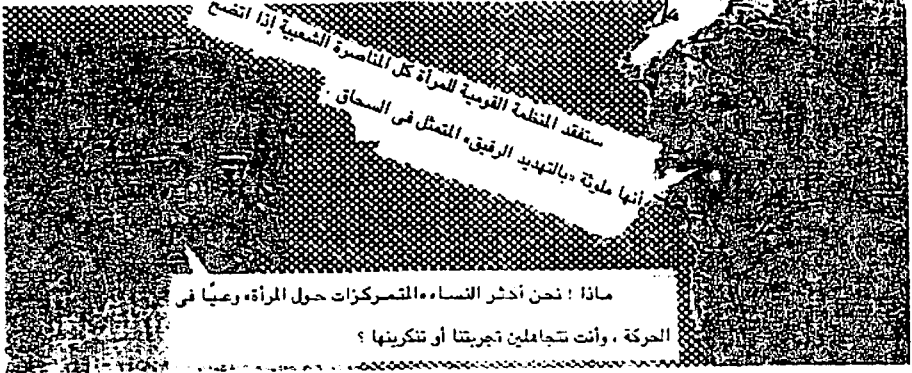 ستفقد المنظمة القومية للمرأة كل المناصرة الشعبية إذا اتضح
أنها ملوثة «بالتهديد الرقيق» المتمثل فى السحاق .
ماذا ! نحن أكثر النساء «المتمركزات حول المرأة» وعيًا فى
الحركة ، وأنت تتجاهلين تجربتنا أو تنكرينها ؟